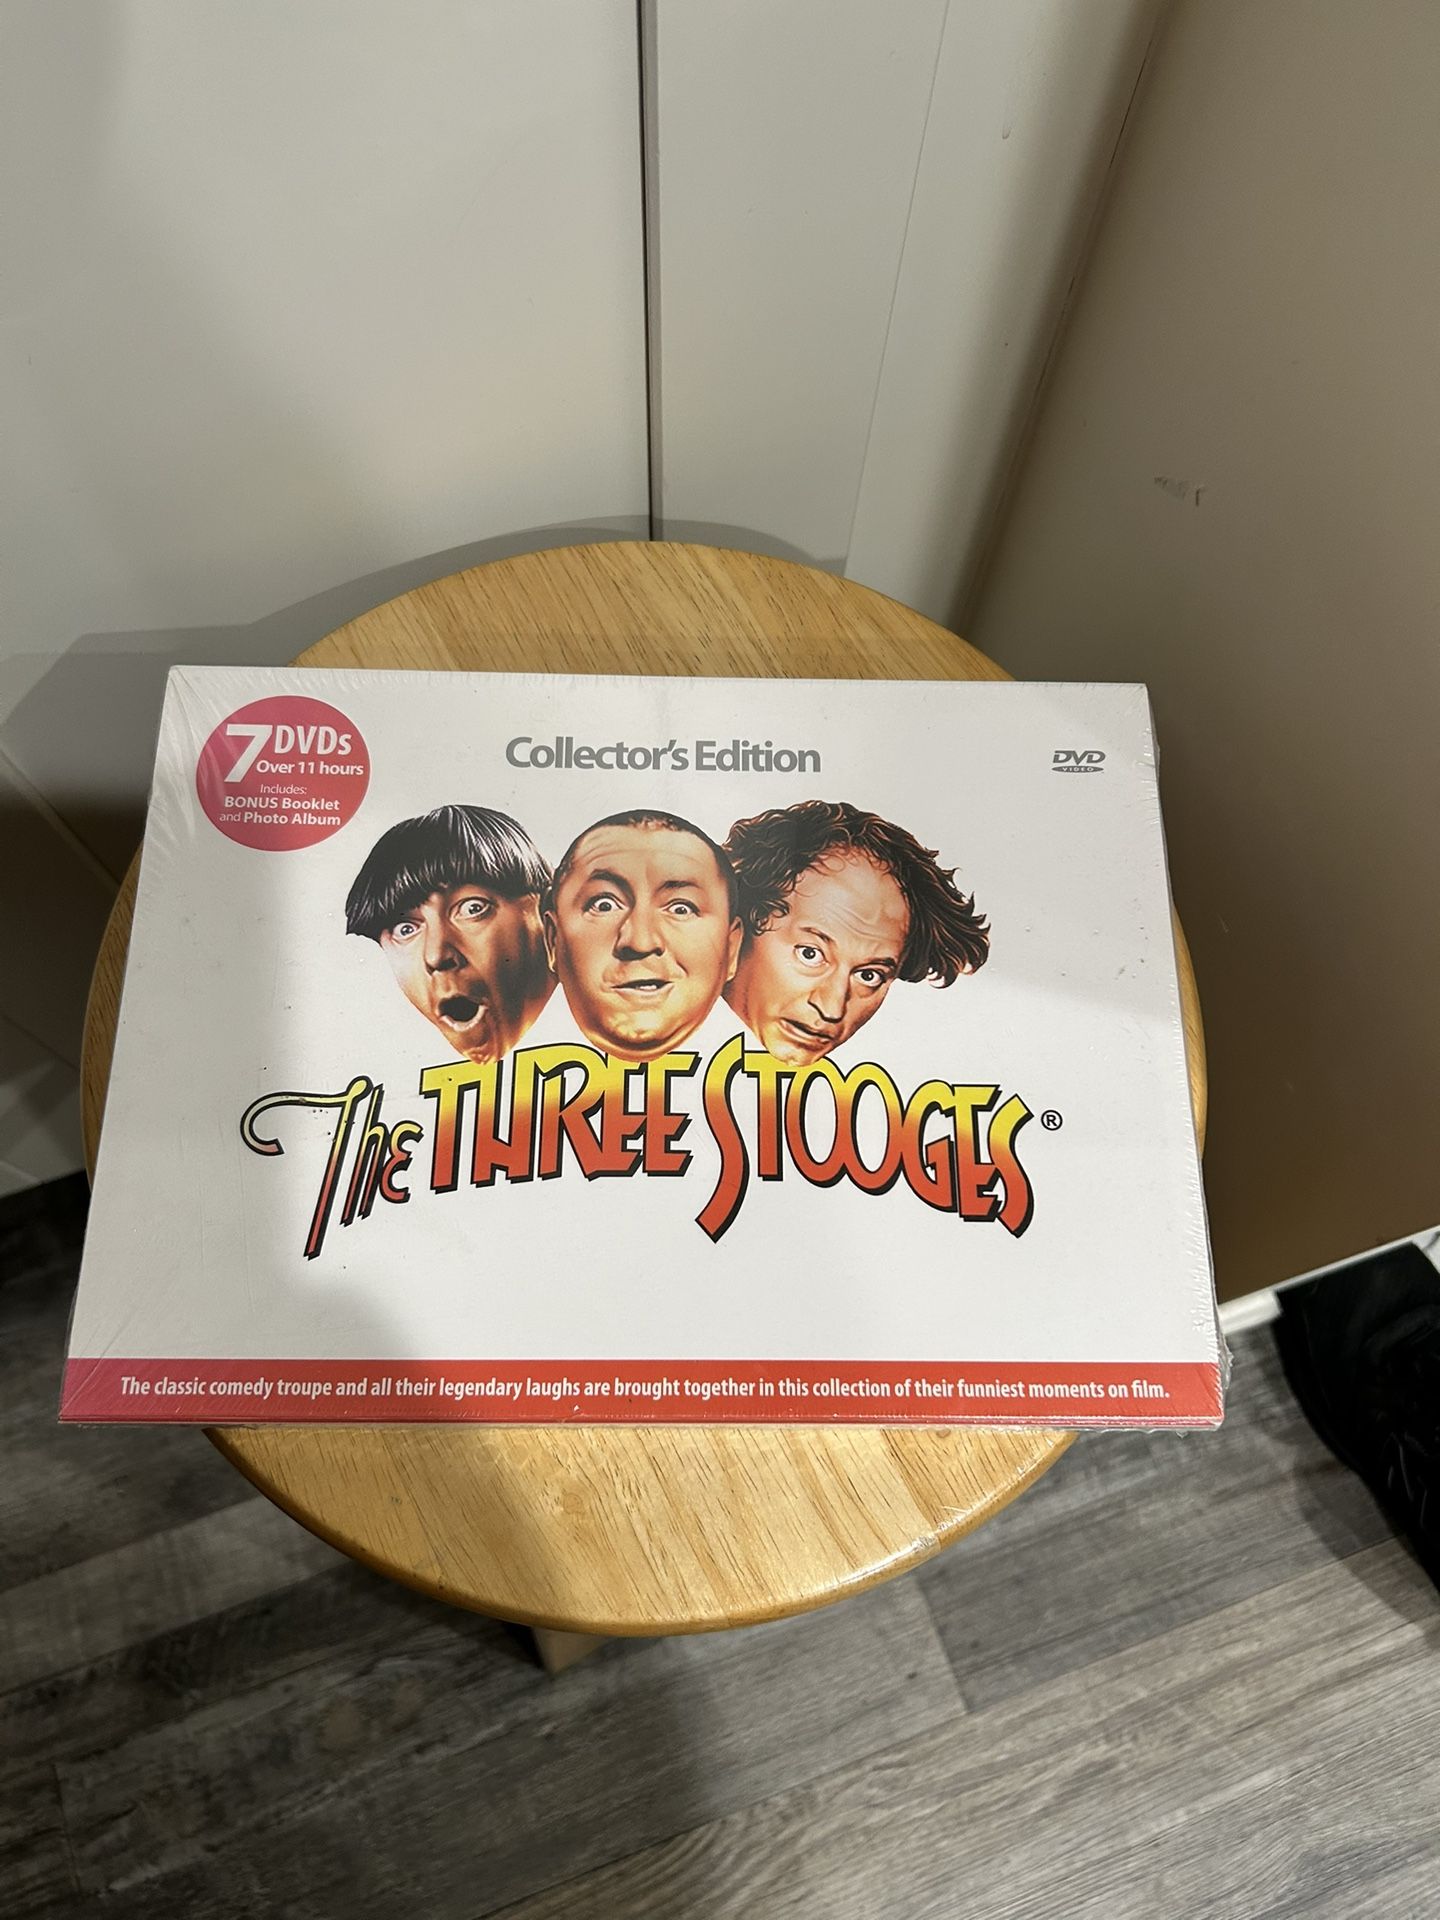 7 DVDs
Over 11 hours
Includes:
BONUS Booklet
and Photo Album
Collector's Edition
DVD
VIDEO
The THREE STOOGES ®
The classic comedy troupe and all their legendary laughs are brought together in this collection of their funniest moments on film.